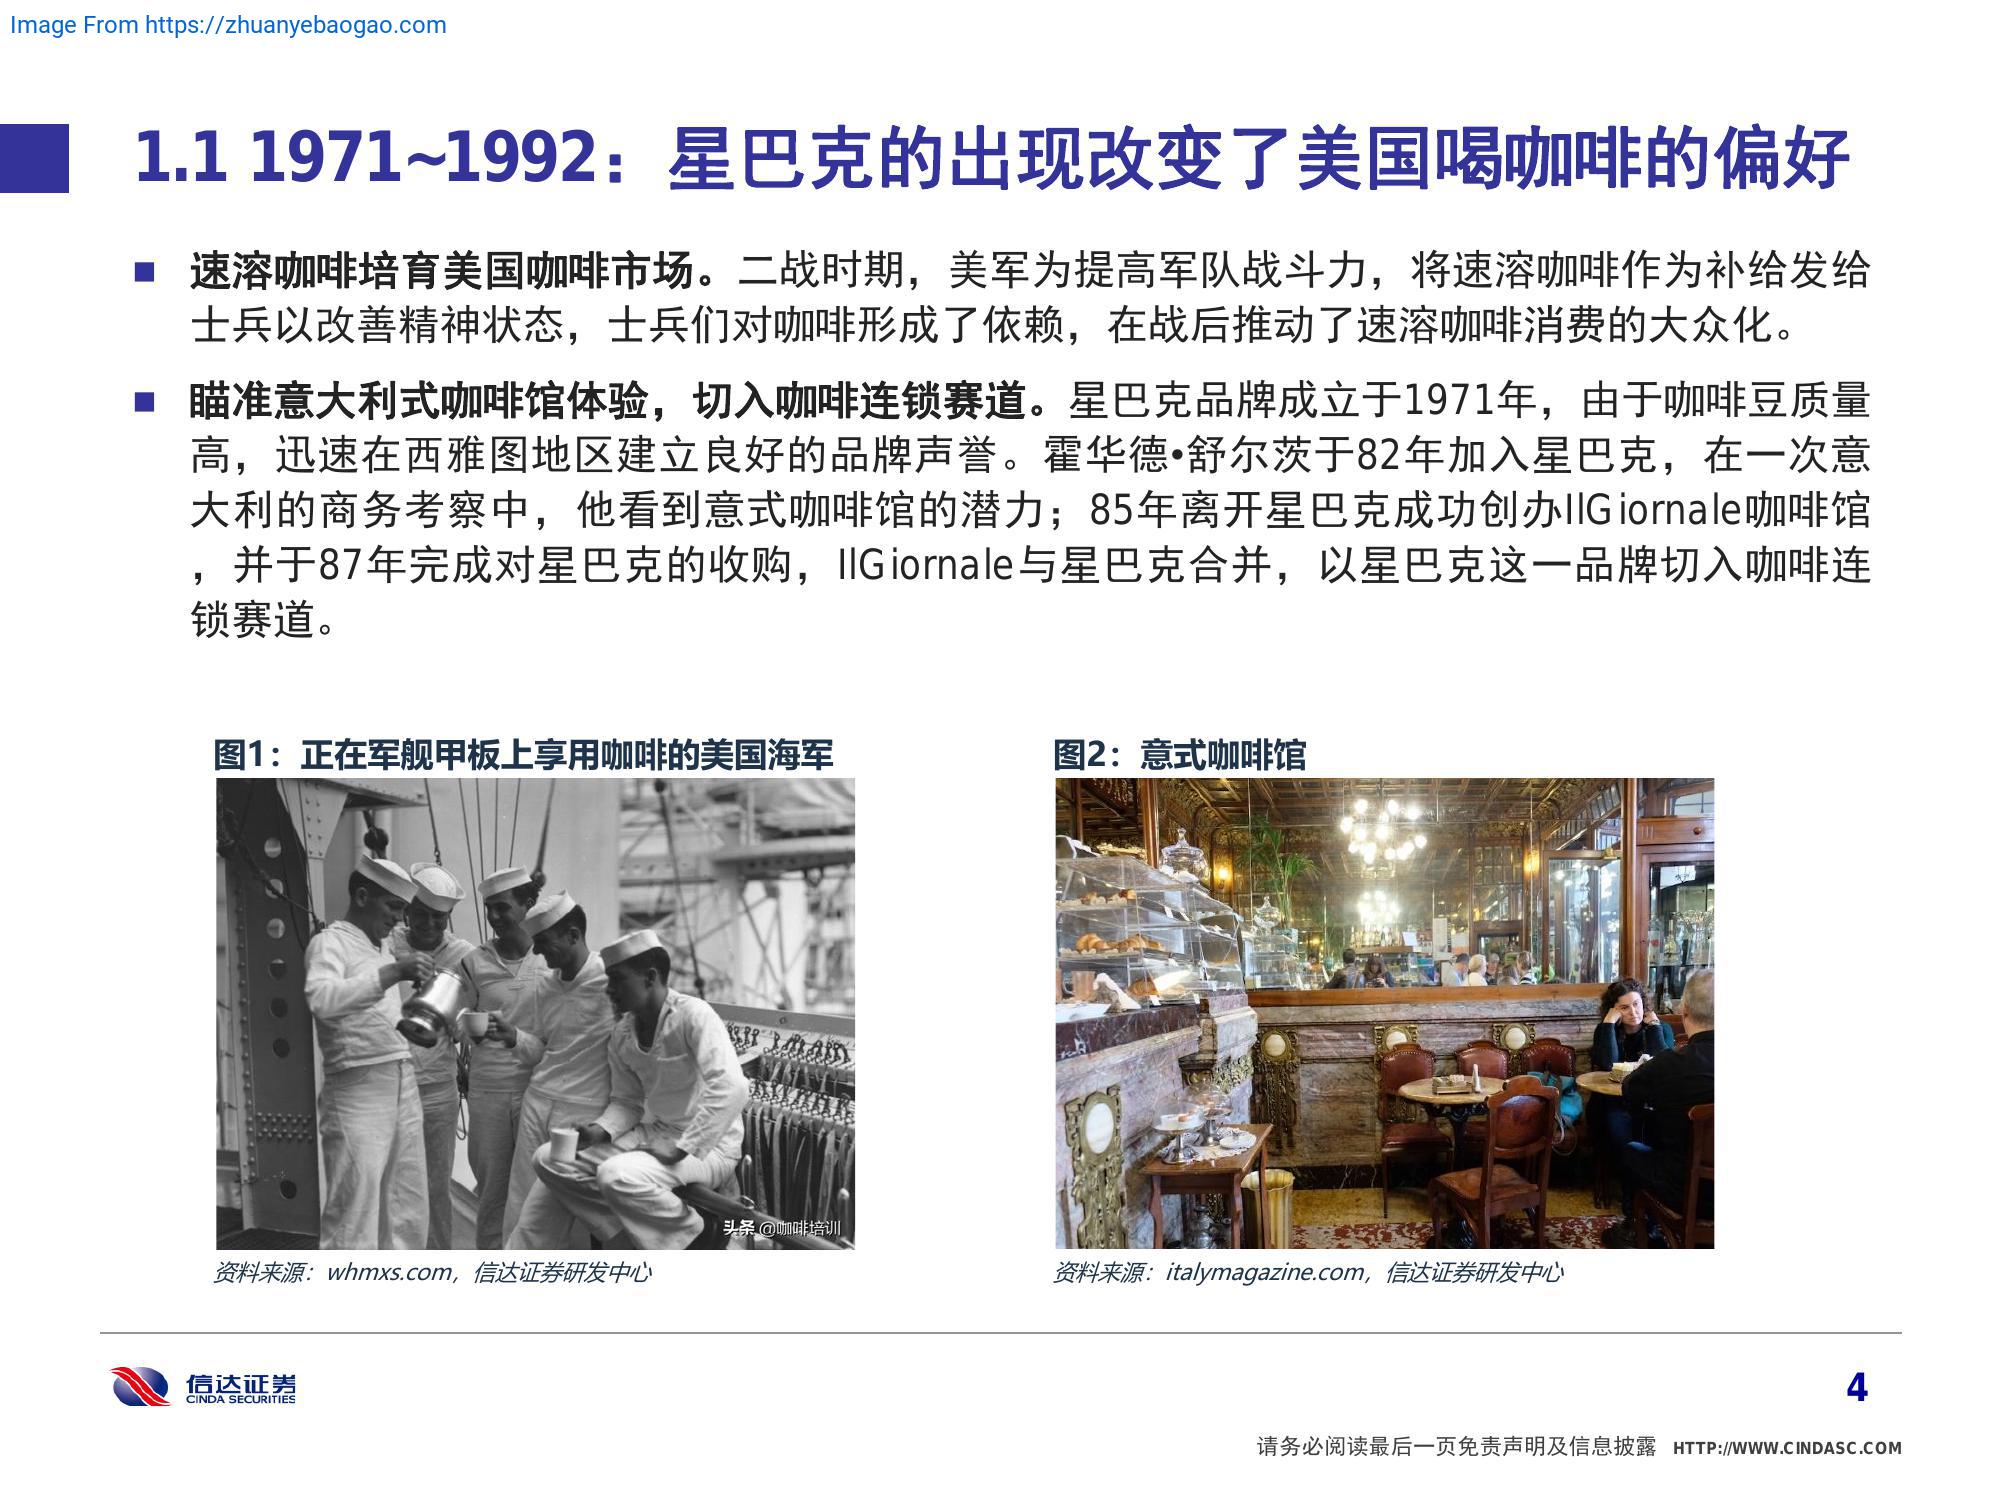 Image From https://zhuanyebaogao.com
1.1 1971~1992：星巴克的出现改变了美国喝咖啡的偏好
速溶咖啡培育美国咖啡市场。二战时期，美军为提高军队战斗力，将速溶咖啡作为补给发给
士兵以改善精神状态，士兵们对咖啡形成了依赖，在战后推动了速溶咖啡消费的大众化。
瞄准意大利式咖啡馆体验，切入咖啡连锁赛道。星巴克品牌成立于1971年，由于咖啡豆质量
高，迅速在西雅图地区建立良好的品牌声誉。霍华德•舒尔茨于82年加入星巴克，在一次意
大利的商务考察中，他看到意式咖啡馆的潜力；85年离开星巴克成功创办IlGiornale咖啡馆
，并于87年完成对星巴克的收购，IlGiornale与星巴克合并，以星巴克这一品牌切入咖啡连
锁赛道。
图1：正在军舰甲板上享用咖啡的美国海军
图2：意式咖啡馆
头条 @咖啡培训
资料来源：whmxs.com，信达证券研发中心
资料来源：italymagazine.com，信达证券研发中心
信达证券
CINDA SECURITIES
4
请务必阅读最后一页免责声明及信息披露 HTTP://WWW.CINDASC.COM